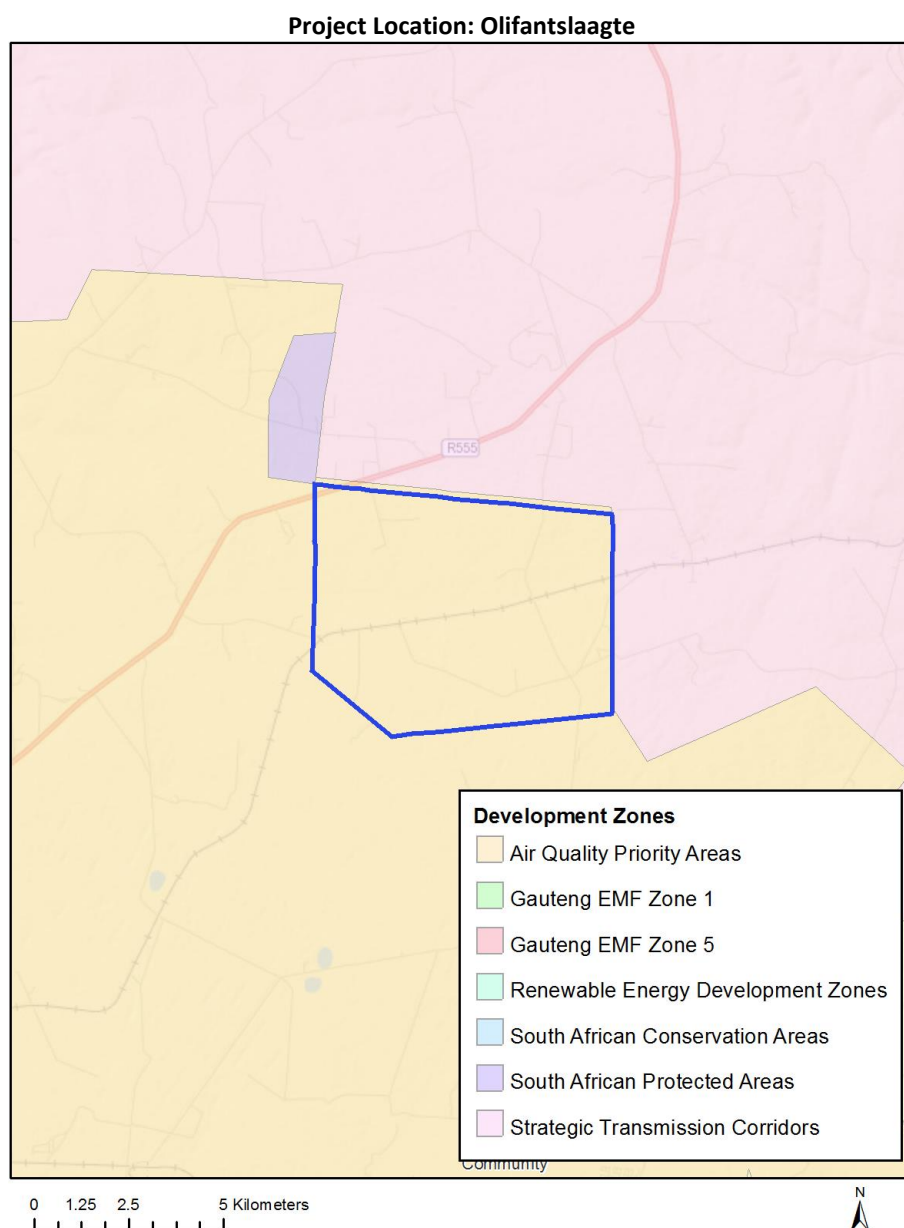 Project Location: Olifantslaagte
R555
Development Zones
Air Quality Priority Areas
Gauteng EMF Zone 1
Gauteng EMF Zone 5
Renewable Energy Development Zones
South African Conservation Areas
South African Protected Areas
Strategic Transmission Corridors
Community
0 1.25 2.5 5 Kilometers
N